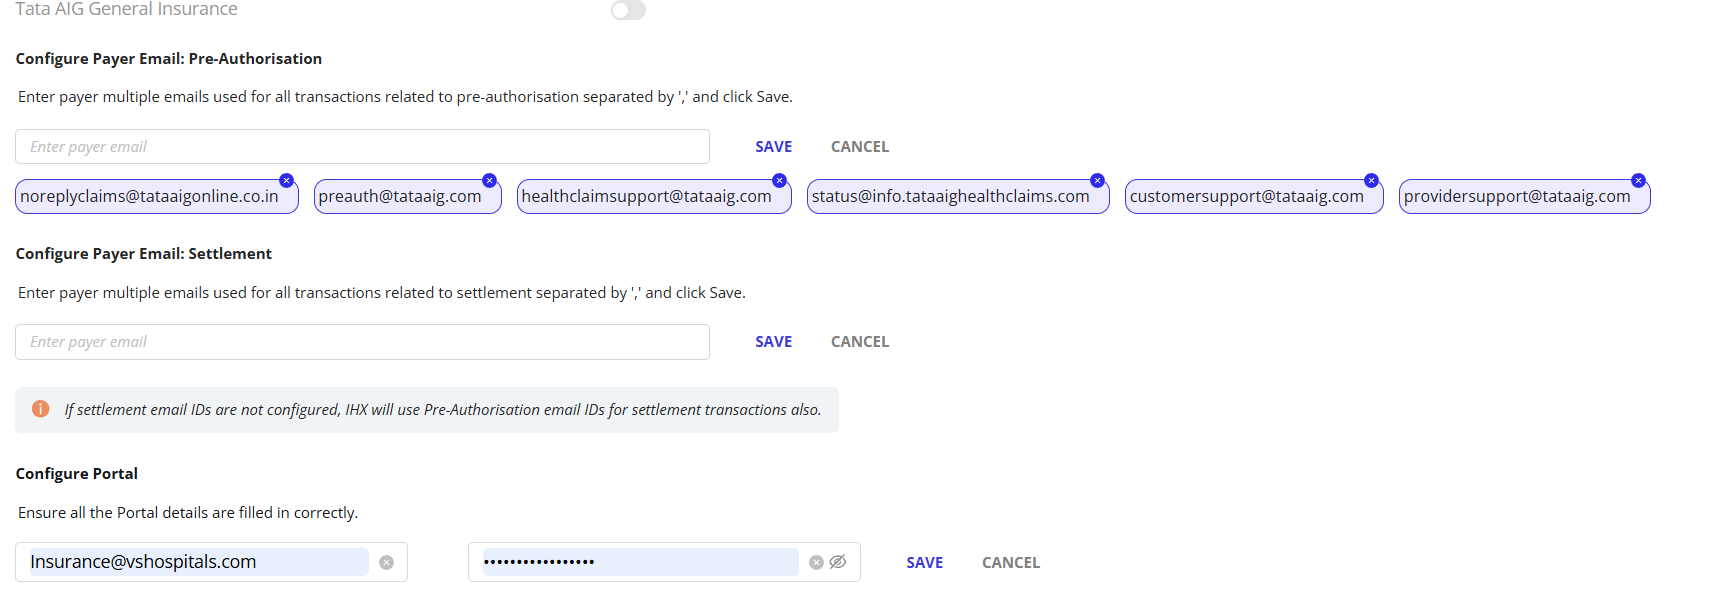 Tata AIG General Insurance
Configure Payer Email: Pre-Authorisation
Enter payer multiple emails used for all transactions related to pre-authorisation separated by ',' and click Save.
Enter payer email SAVE CANCEL
noreplyclaims@tataaigonline.co.in preauth@tataaig.com healthclaimsupport@tataaig.com status@info.tataaighealthclaims.com customersupport@tataaig.com providersupport@tataaig.com
Configure Payer Email: Settlement
Enter payer multiple emails used for all transactions related to settlement separated by ',' and click Save.
Enter payer email SAVE CANCEL
If settlement email IDs are not configured, IHX will use Pre-Authorisation email IDs for settlement transactions also.
Configure Portal
Ensure all the Portal details are filled in correctly.
Insurance@vshospitals.com ••••••••••••••••• SAVE CANCEL